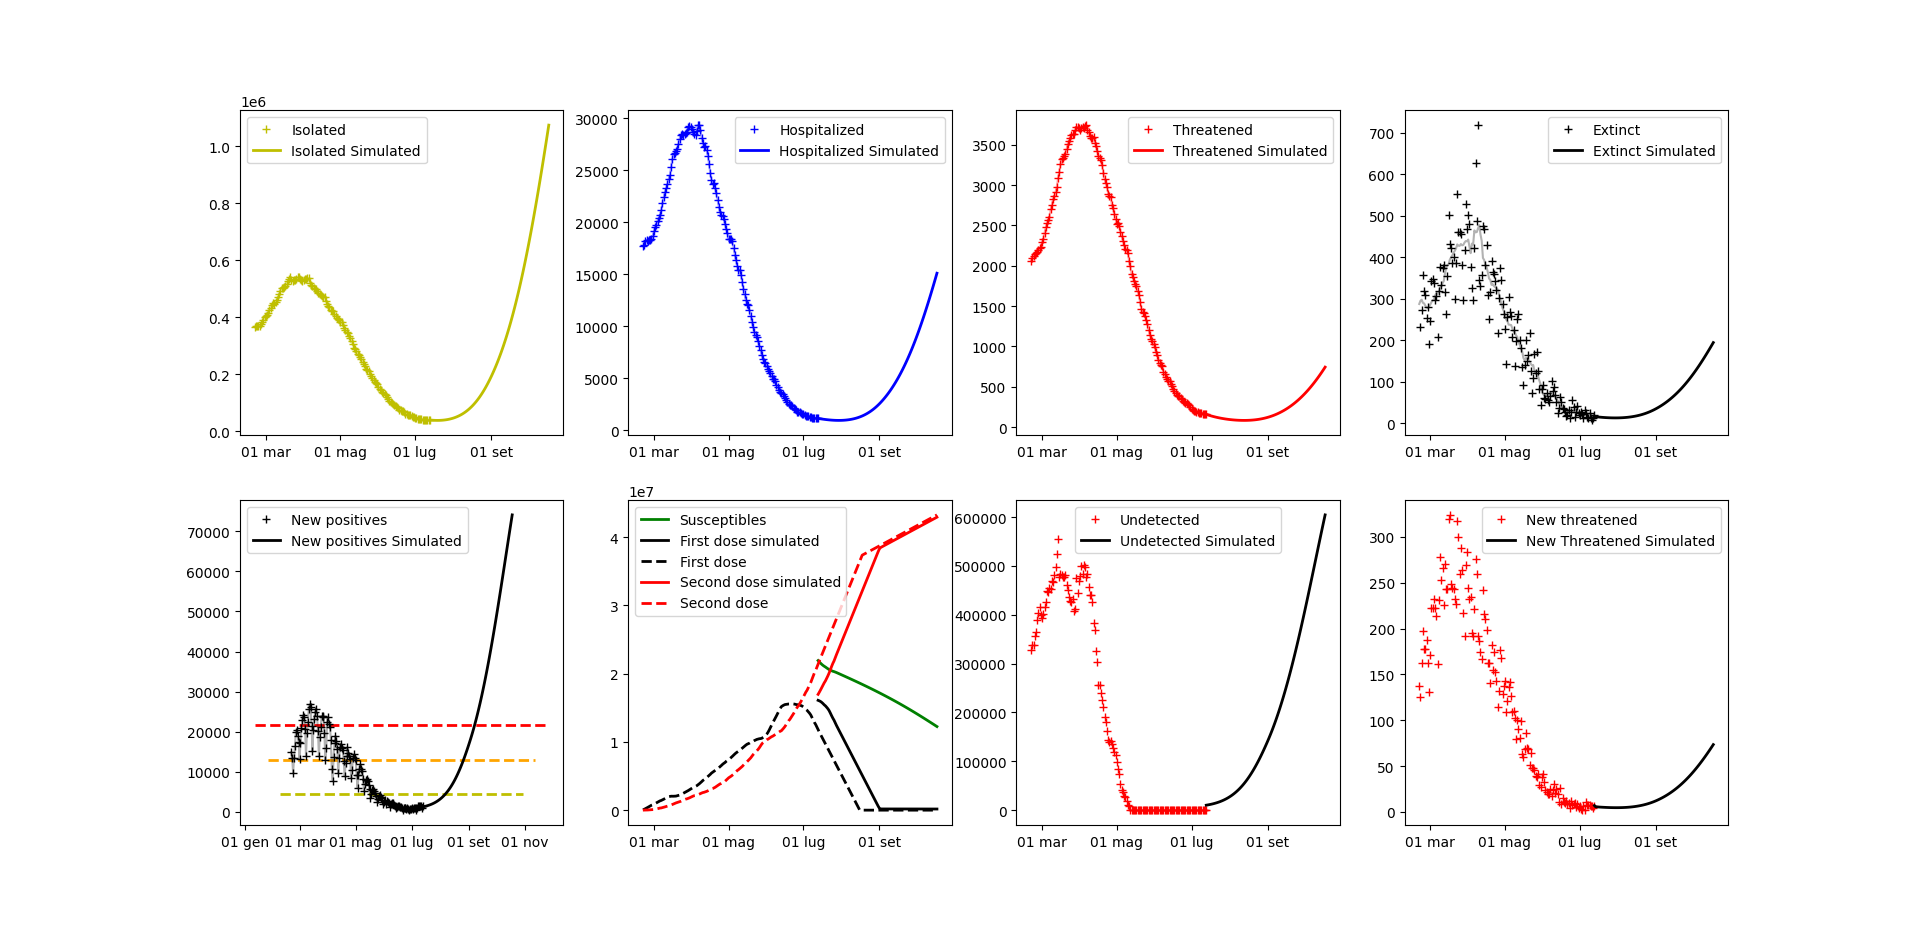 1e6
Isolated
Isolated Simulated
1.0
0.8
0.6
0.4
0.2
0.0
01 mar 01 mag 01 lug 01 set
Hospitalized
Hospitalized Simulated
30000
25000
20000
15000
10000
5000
0
01 mar 01 mag 01 lug 01 set
Threatened
Threatened Simulated
3500
3000
2500
2000
1500
1000
500
0
01 mar 01 mag 01 lug 01 set
Extinct
Extinct Simulated
700
600
500
400
300
200
100
0
01 mar 01 mag 01 lug 01 set
New positives
New positives Simulated
70000
60000
50000
40000
30000
20000
10000
0
01 gen 01 mar 01 mag 01 lug 01 set 01 nov
1e7
Susceptibles
First dose simulated
First dose
Second dose simulated
Second dose
4
3
2
1
0
01 mar 01 mag 01 lug 01 set
Undetected
Undetected Simulated
600000
500000
400000
300000
200000
100000
0
01 mar 01 mag 01 lug 01 set
New threatened
New Threatened Simulated
300
250
200
150
100
50
0
01 mar 01 mag 01 lug 01 set